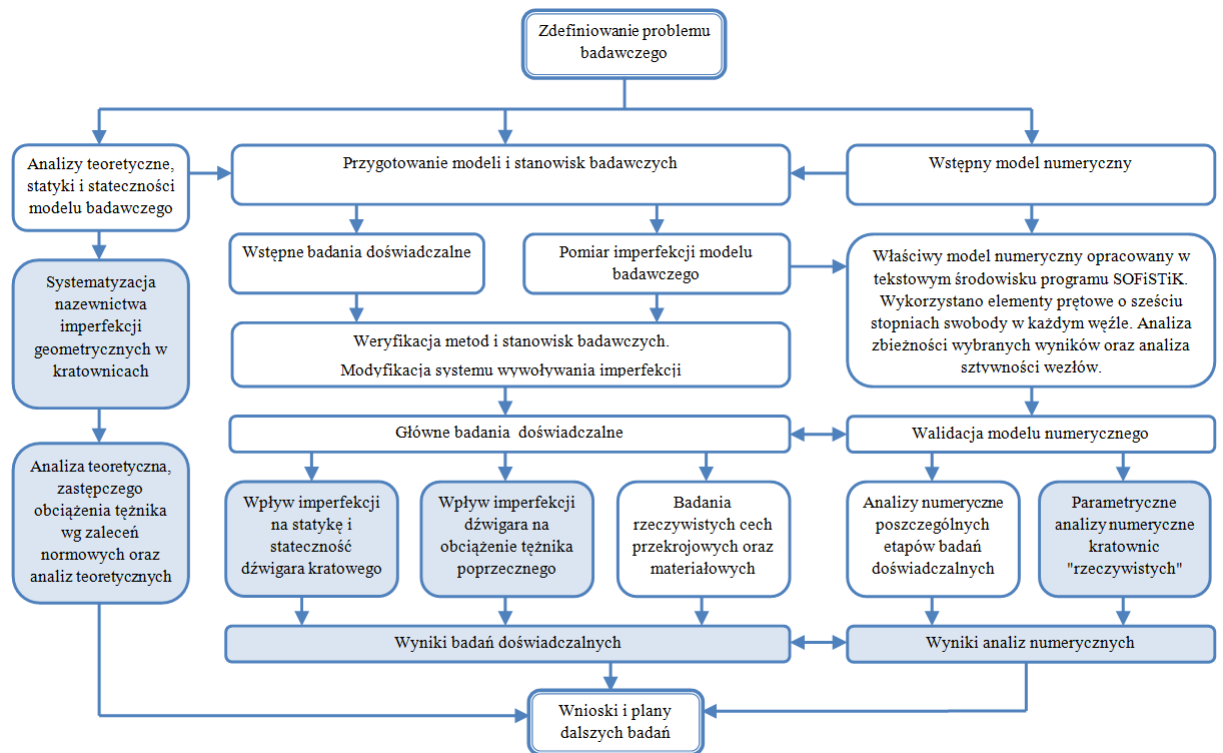 Zdefiniowanie problemu
badawczego
Analizy teoretyczne,
statyki i stateczności
modelu badawczego
Przygotowanie modeli i stanowisk badawczych
Wstępny model numeryczny
Wstępne badania doświadczalne
Pomiar imperfekcji modelu
badawczego
Właściwy model numeryczny opracowany w
tekstowym środowisku programu SOFiSTiK.
Wykorzystano elementy prętowe o sześciu
stopniach swobody w każdym węźle. Analiza
zbieżności wybranych wyników oraz analiza
sztywności wezłów.
Systematyzacja
nazewnictwa
imperfekcji
geometrycznych w
kratownicach
Weryfikacja metod i stanowisk badawczych.
Modyfikacja systemu wywoływania imperfekcji
Główne badania doświadczalne
Walidacja modelu numerycznego
Analiza teoretyczna,
zastępczego
obciążenia tężnika
wg zaleceń
normowych oraz
analiz teoretycznych
Wpływ imperfekcji
na statykę i
stateczność
dźwigara kratowego
Wpływ imperfekcji
dźwigara na
obciążenie tężnika
poprzecznego
Badania
rzeczywistych cech
przekrojowych oraz
materiałowych
Analizy numeryczne
poszczególnych
etapów badań
doświadczalnych
Parametryczne
analizy numeryczne
kratownic
"rzeczywistych"
Wyniki badań doświadczalnych
Wyniki analiz numerycznych
Wnioski i plany
dalszych badań